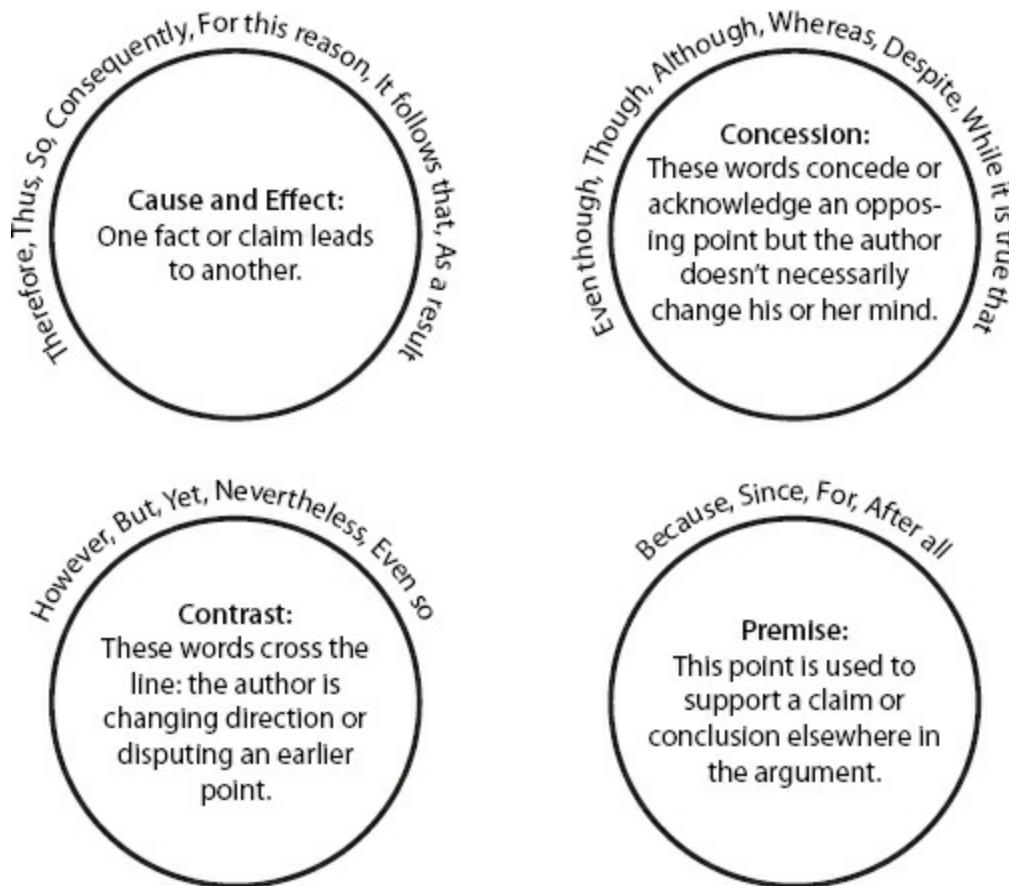 Therefore, Thus, So, Consequently, For this reason, It follows that, As a result
Cause and Effect:
One fact or claim leads
to another.
Even though, Though, Although, Whereas, Despite, While it is true that
Concession:
These words concede or
acknowledge an oppos-
ing point but the author
doesn't necessarily
change his or her mind.
However, But, Yet, Nevertheless, Even so
Contrast:
These words cross the
line: the author is
changing direction or
disputing an earlier
point.
Because, Since, For, After all
Premise:
This point is used to
support a claim or
conclusion elsewhere in
the argument.